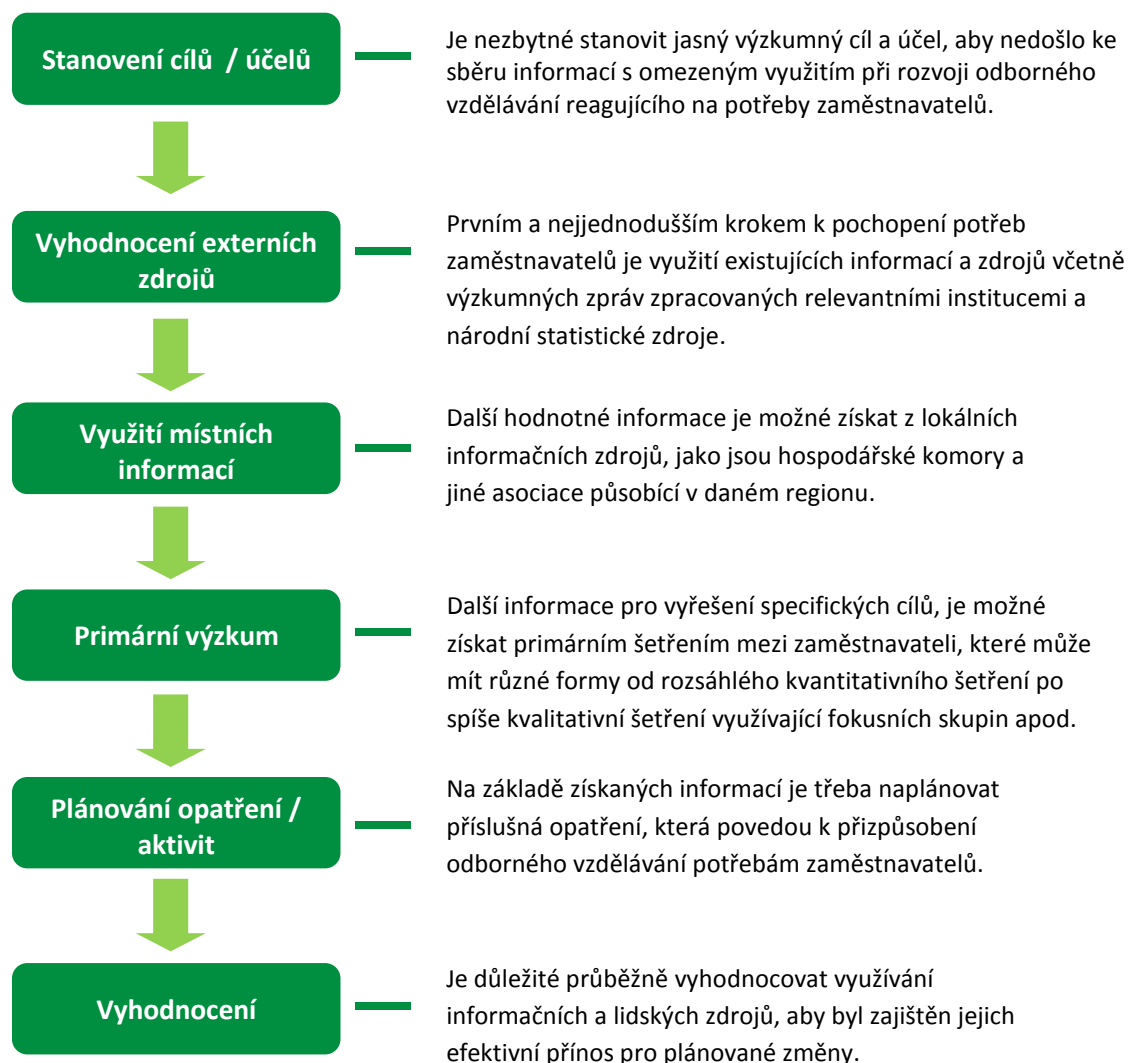 Stanovení cílů / účelů
Je nezbytné stanovit jasný výzkumný cíl a účel, aby nedošlo ke
sběru informací s omezeným využitím při rozvoji odborného
vzdělávání reagujícího na potřeby zaměstnavatelů.
Vyhodnocení externích
zdrojů
Prvním a nejjednodušším krokem k pochopení potřeb
zaměstnavatelů je využití existujících informací a zdrojů včetně
výzkumných zpráv zpracovaných relevantními institucemi a
národní statistické zdroje.
Využití místních
informací
Další hodnotné informace je možné získat z lokálních
informačních zdrojů, jako jsou hospodářské komory a
jiné asociace působící v daném regionu.
Primární výzkum
Další informace pro vyřešení specifických cílů, je možné
získat primárním šetřením mezi zaměstnavateli, které může
mít různé formy od rozsáhlého kvantitativního šetření po
spíše kvalitativní šetření využívající fokusních skupin apod.
Plánování opatření /
aktivit
Na základě získaných informací je třeba naplánovat
příslušná opatření, která povedou k přizpůsobení
odborného vzdělávání potřebám zaměstnavatelů.
Vyhodnocení
Je důležité průběžně vyhodnocovat využívání
informačních a lidských zdrojů, aby byl zajištěn jejich
efektivní přínos pro plánované změny.